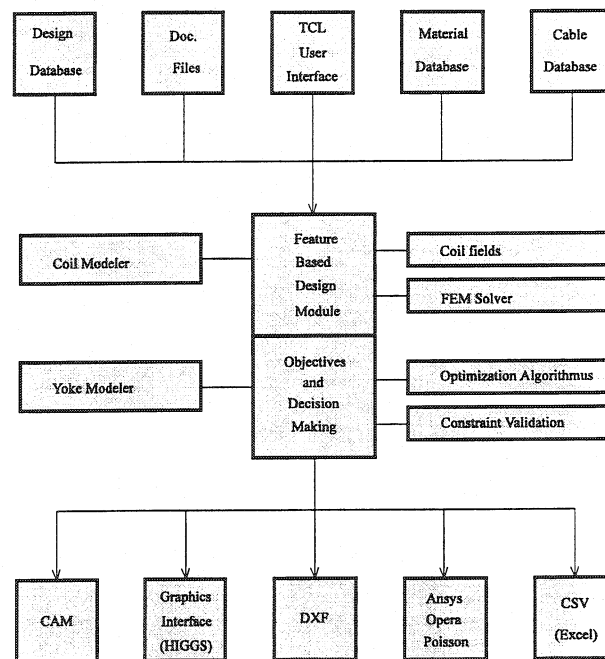 Design
Database
Doc.
Files
TCL
User
Interface
Material
Database
Cable
Database
Coil Modeler
Feature
Based
Design
Module
Coil fields
FEM Solver
Yoke Modeler
Objectives
and
Decision
Making
Optimization Algorithmus
Constraint Validation
CAM
Graphics
Interface
(HIGGS)
DXF
Ansys
Opera
Poisson
CSV
(Excel)